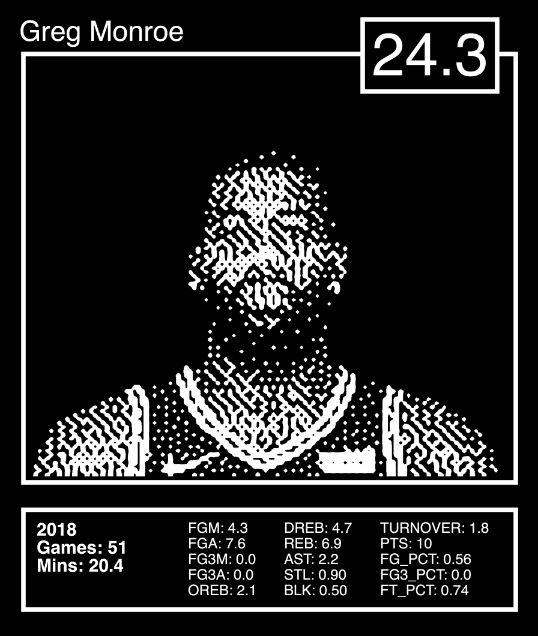 Greg Monroe
24.3
2018
Games: 51
Mins: 20.4
FGM: 4.3
FGA: 7.6
FG3M: 0.0
FG3A: 0.0
OREB: 2.1
DREB: 4.7
REB: 6.9
AST: 2.2
STL: 0.90
BLK: 0.50
TURNOVER: 1.8
PTS: 10
FG_PCT: 0.56
FG3_PCT: 0.0
FT_PCT: 0.74